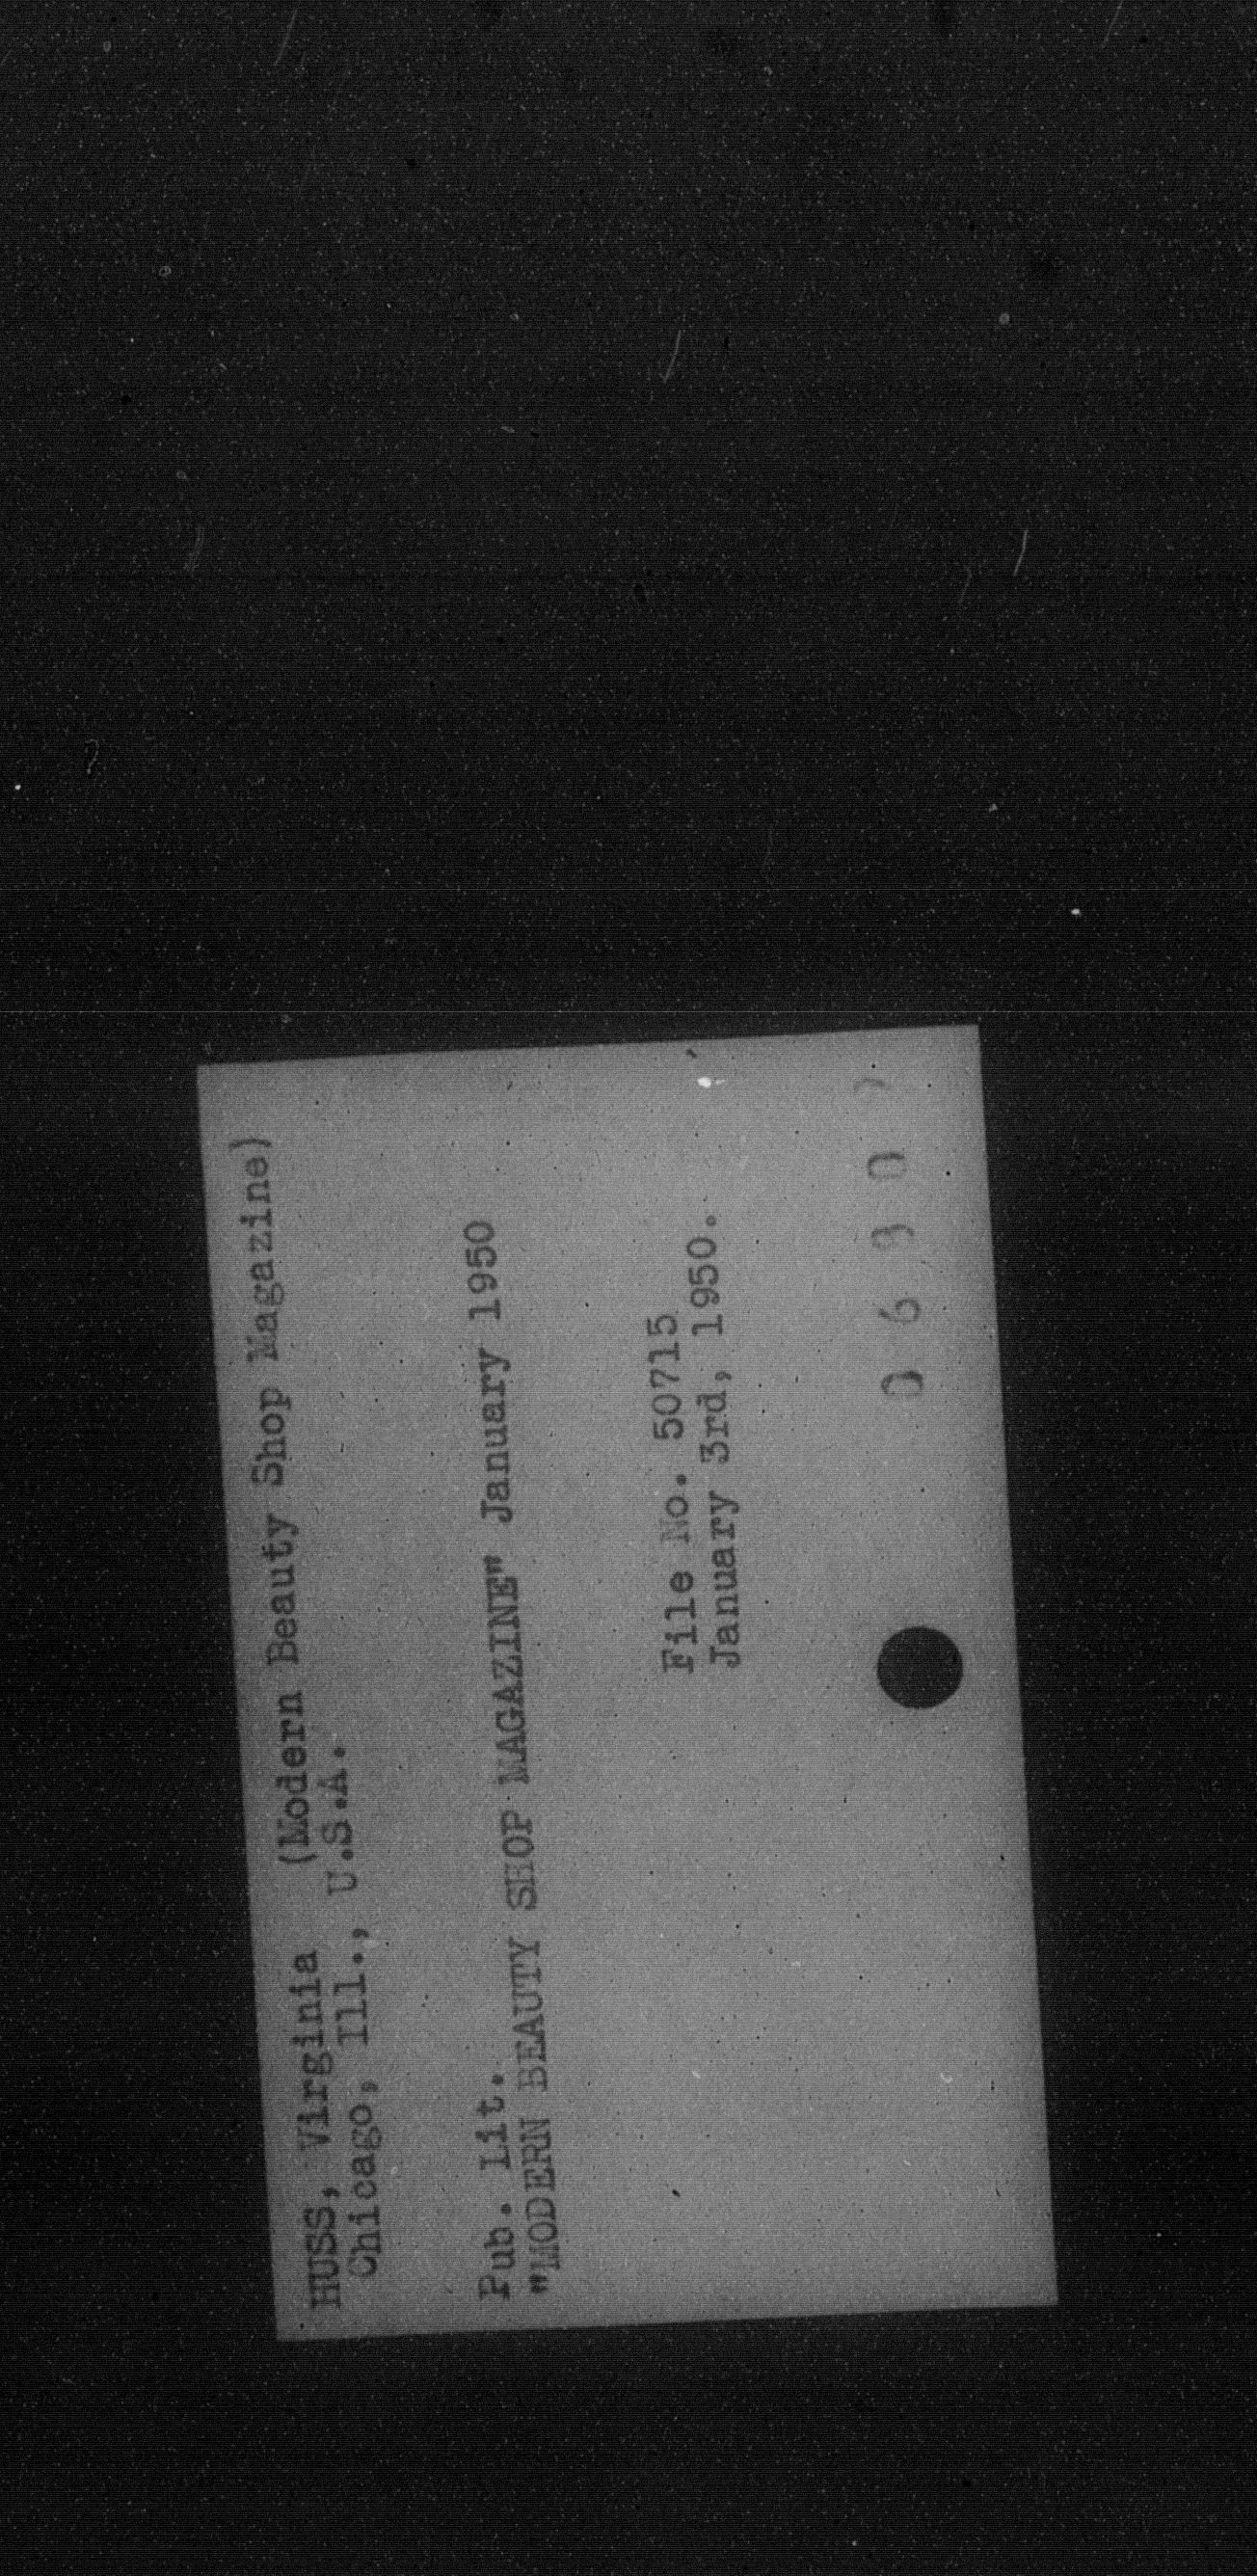 HUSS, Virginia (Modern Beauty Shop Magazine)
Chicago, Ill., U.S.A.
Pub. Lit.
"MODERN BEAUTY SHOP MAGAZINE" January 1950
File No. 50715
January 3rd, 1950.